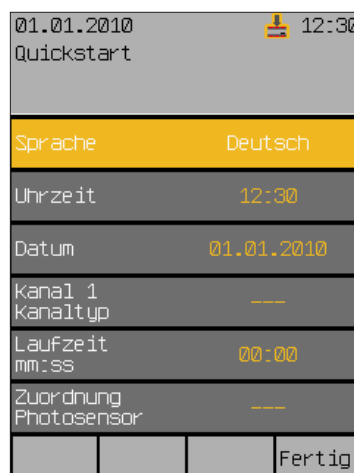 01.01.2010 12:30
Quickstart
Sprache Deutsch
Uhrzeit 12:30
Datum 01.01.2010
Kanal 1 ---
Kanaltyp
Laufzeit 00:00
mm:ss
Zuordnung ---
Photosensor
Fertig